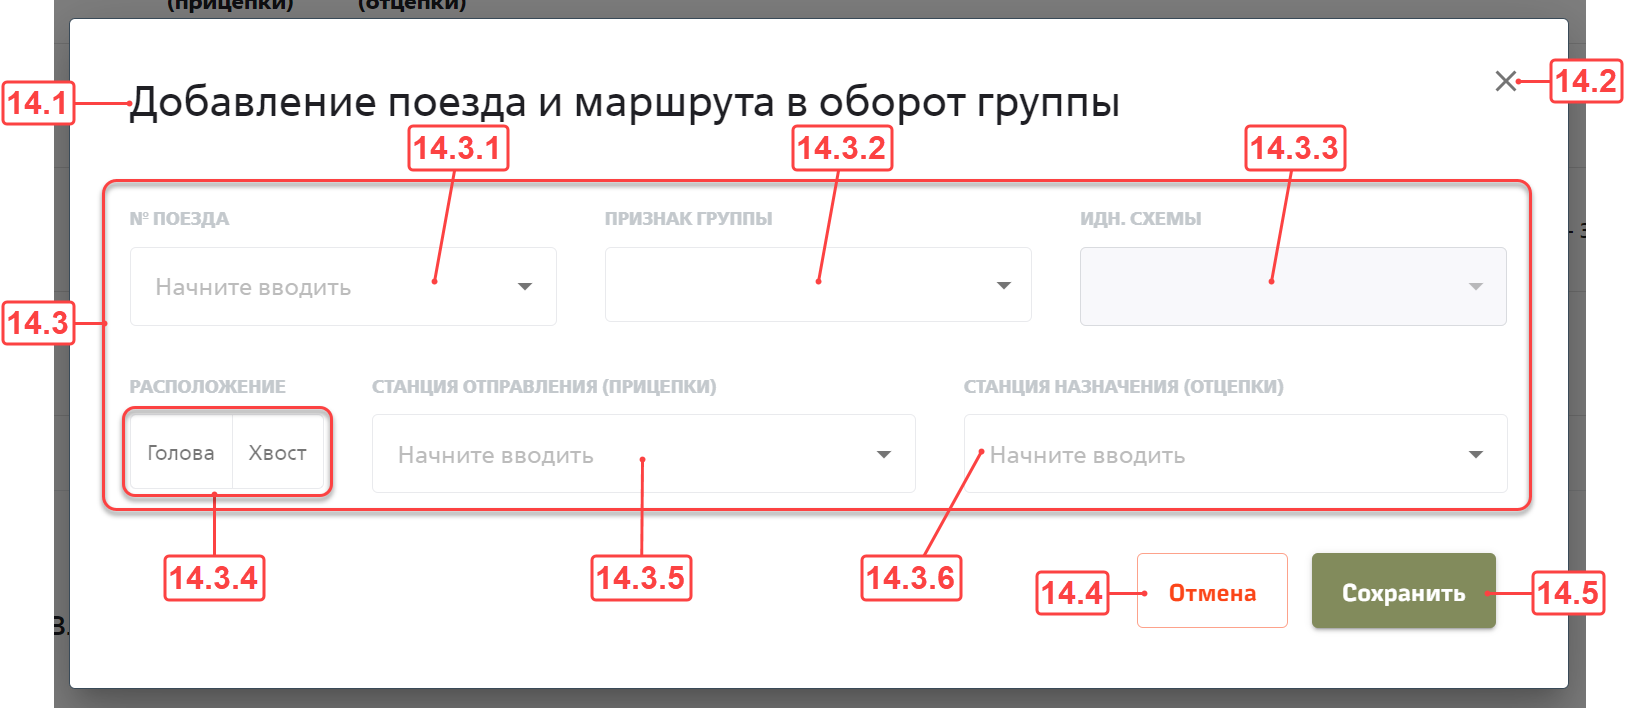 (прицепки) (отцепки)
14.1 Добавление поезда и маршрута в оборот группы 14.2
14.3.1 14.3.2 14.3.3
№ ПОЕЗДА ПРИЗНАК ГРУППЫ ИДН. СХЕМЫ
Начните вводить
14.3
РАСПОЛОЖЕНИЕ СТАНЦИЯ ОТПРАВЛЕНИЯ (ПРИЦЕПКИ) СТАНЦИЯ НАЗНАЧЕНИЯ (ОТЦЕПКИ)
Голова Хвост Начните вводить Начните вводить
14.3.4 14.3.5 14.3.6 14.4 Отмена Сохранить 14.5